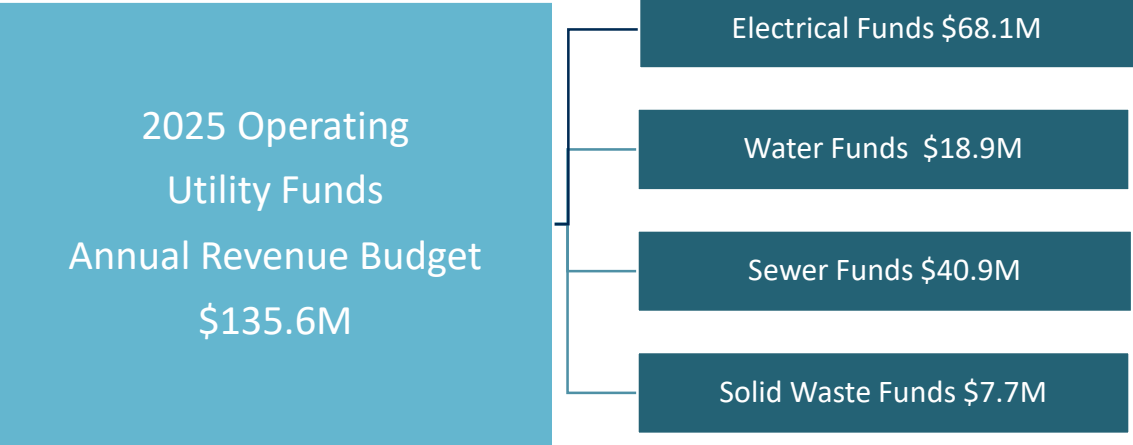 2025 Operating
Utility Funds
Annual Revenue Budget
$135.6M
Electrical Funds $68.1M
Water Funds $18.9M
Sewer Funds $40.9M
Solid Waste Funds $7.7M